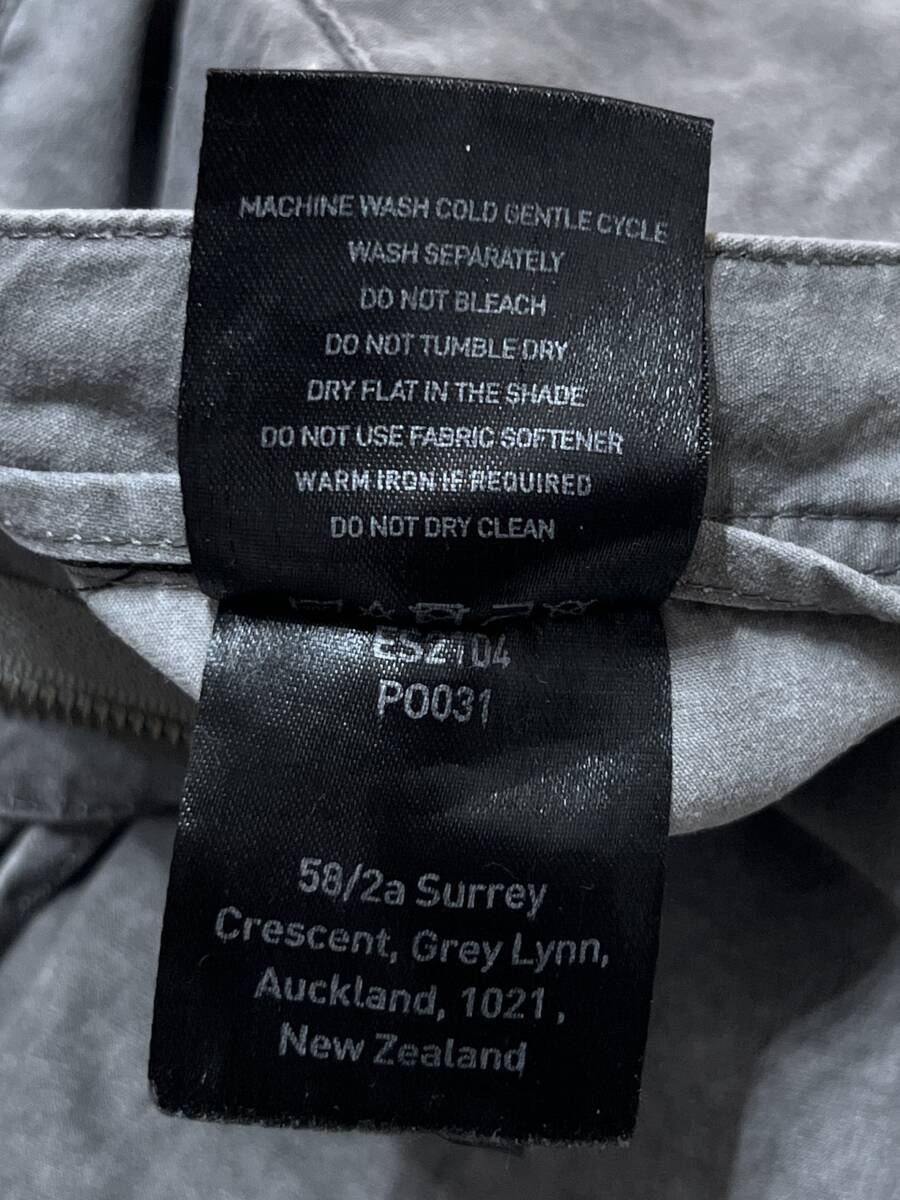 MACHINE WASH COLD GENTLE CYCLE
WASH SEPARATELY
DO NOT BLEACH
DO NOT TUMBLE DRY
DRY FLAT IN THE SHADE
DO NOT USE FABRIC SOFTENER
WARM IRON IF REQUIRED
DO NOT DRY CLEAN
ES2104
PO031
58/2a Surrey
Crescent, Grey Lynn,
Auckland, 1021 ,
New Zealand